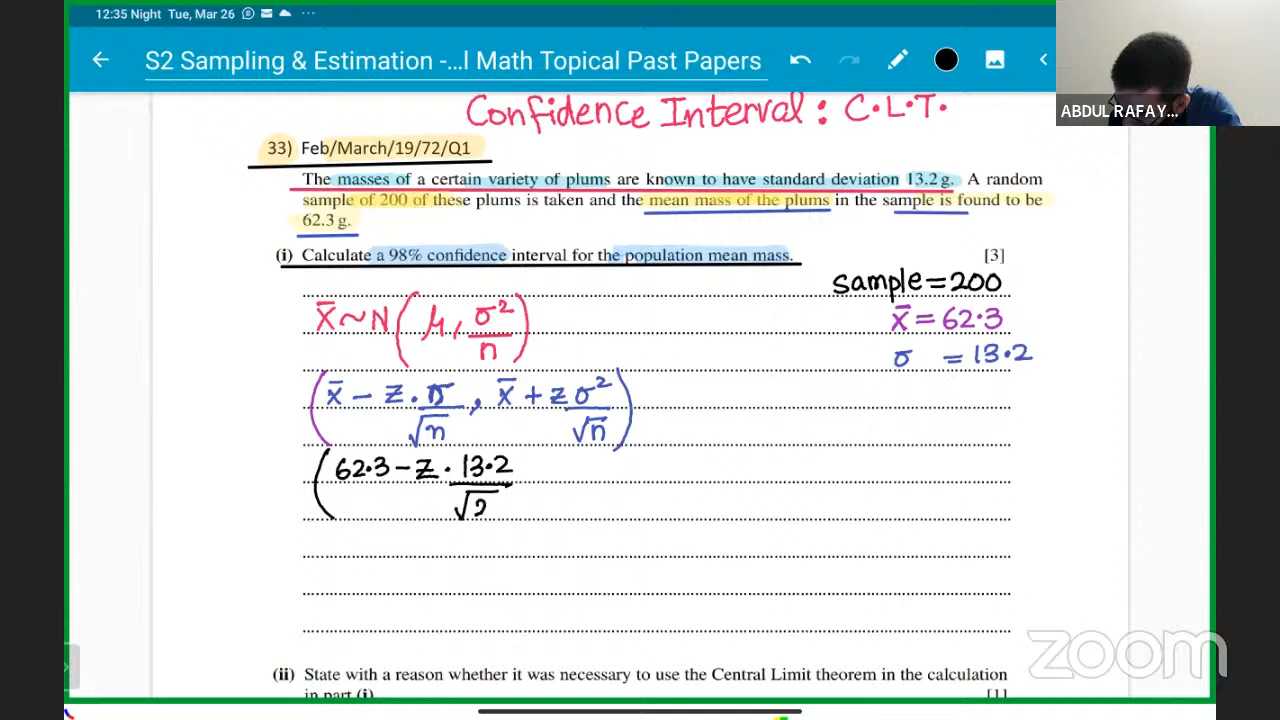 12:35 Night Tue, Mar 26
S2 Sampling & Estimation -...l Math Topical Past Papers
ABDUL RAFAY...
Confidence Interval : C.L.T.
33) Feb/March/19/72/Q1
The masses of a certain variety of plums are known to have standard deviation 13.2 g. A random
sample of 200 of these plums is taken and the mean mass of the plums in the sample is found to be
62.3 g.
(i) Calculate a 98% confidence interval for the population mean mass. [3]
sample = 200
X̄ ~ N ( μ, σ²/n )
x̄ = 62.3
σ = 13.2
( x̄ − z . σ/√n , x̄ + z σ²/√n )
( 62.3 − z . 13.2/√2
zoom
(ii) State with a reason whether it was necessary to use the Central Limit theorem in the calculation
in part (i). [1]